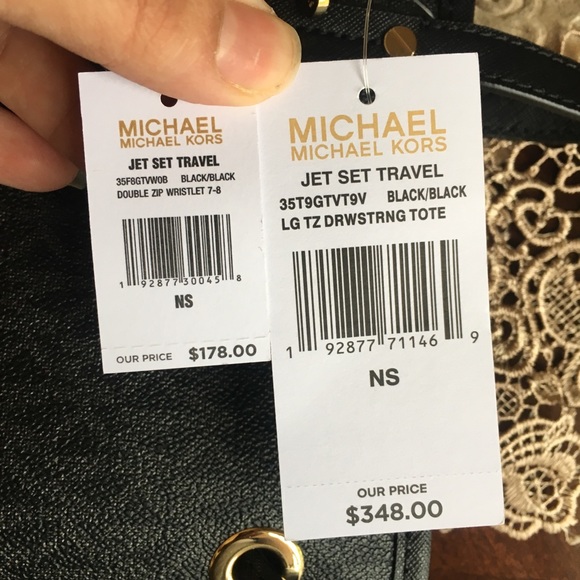 MICHAEL
MICHAEL KORS
JET SET TRAVEL
35F8GTVW0B BLACK/BLACK
DOUBLE ZIP WRISTLET 7-8
1 92877 30045 8
NS
OUR PRICE $178.00
MICHAEL
MICHAEL KORS
JET SET TRAVEL
35T9GTVT9V BLACK/BLACK
LG TZ DRWSTRNG TOTE
1 92877 71146 9
NS
OUR PRICE
$348.00